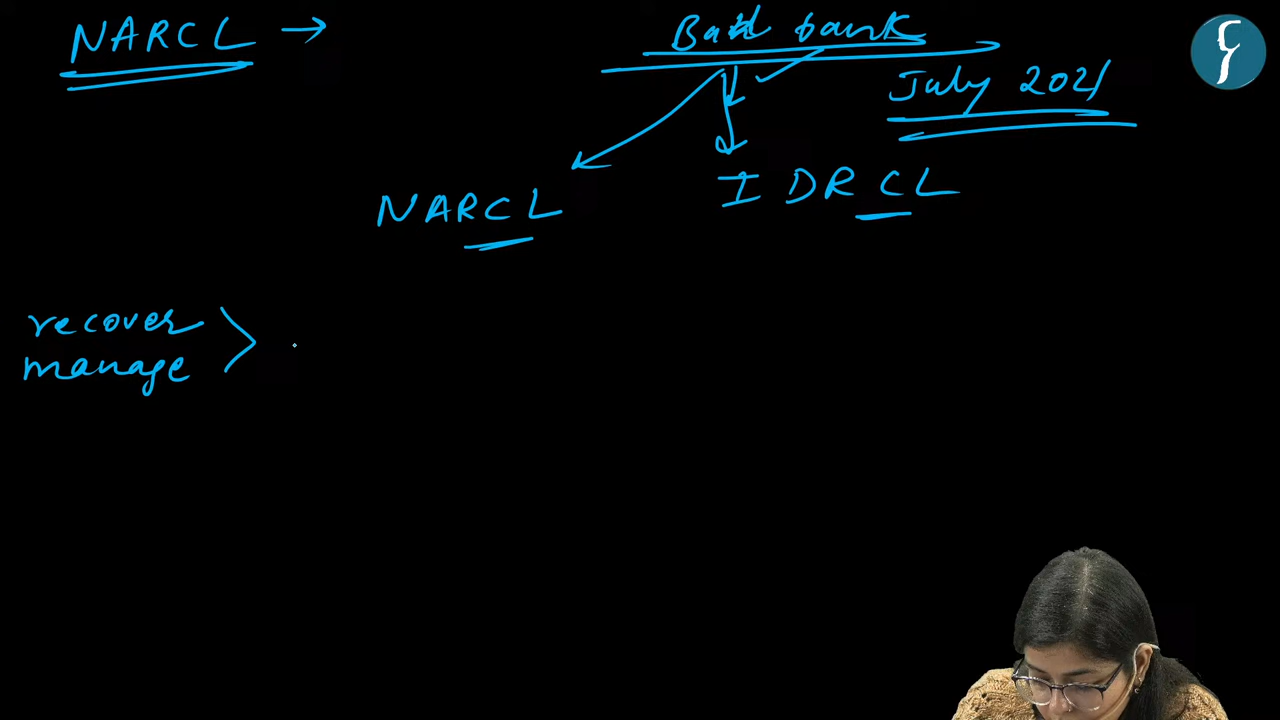 NARCL →
Bad bank
July 2021
NARCL
IDRCL
recover
manage